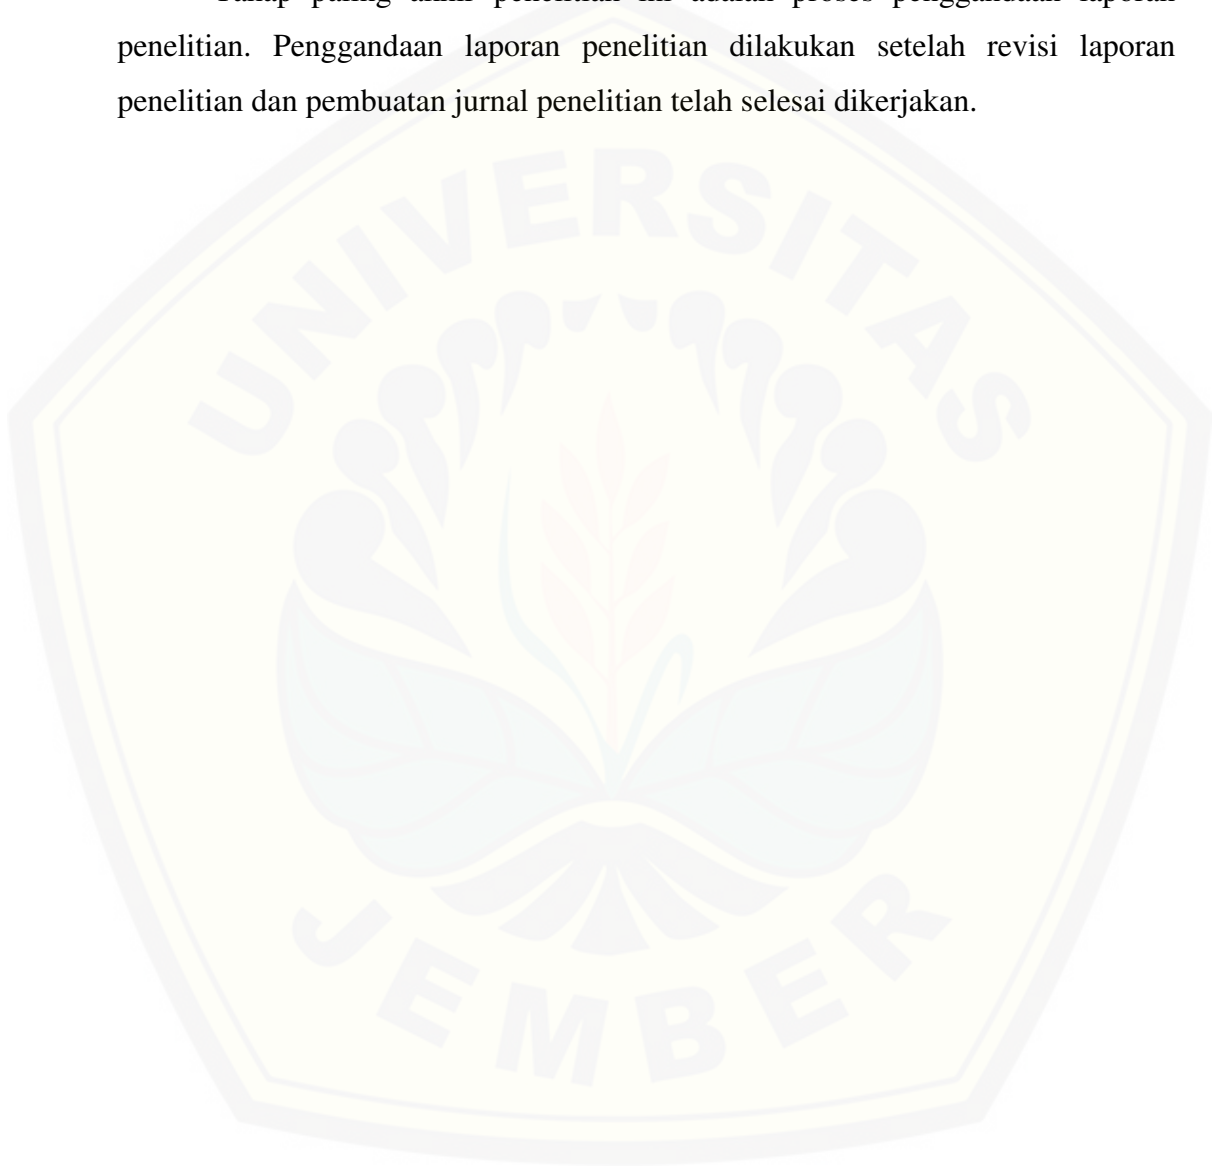 Tahap paling akhir penelitian ini adalah proses penggandaan laporan
penelitian. Penggandaan laporan penelitian dilakukan setelah revisi laporan
penelitian dan pembuatan jurnal penelitian telah selesai dikerjakan.
UNIVERSITAS
JEMBER